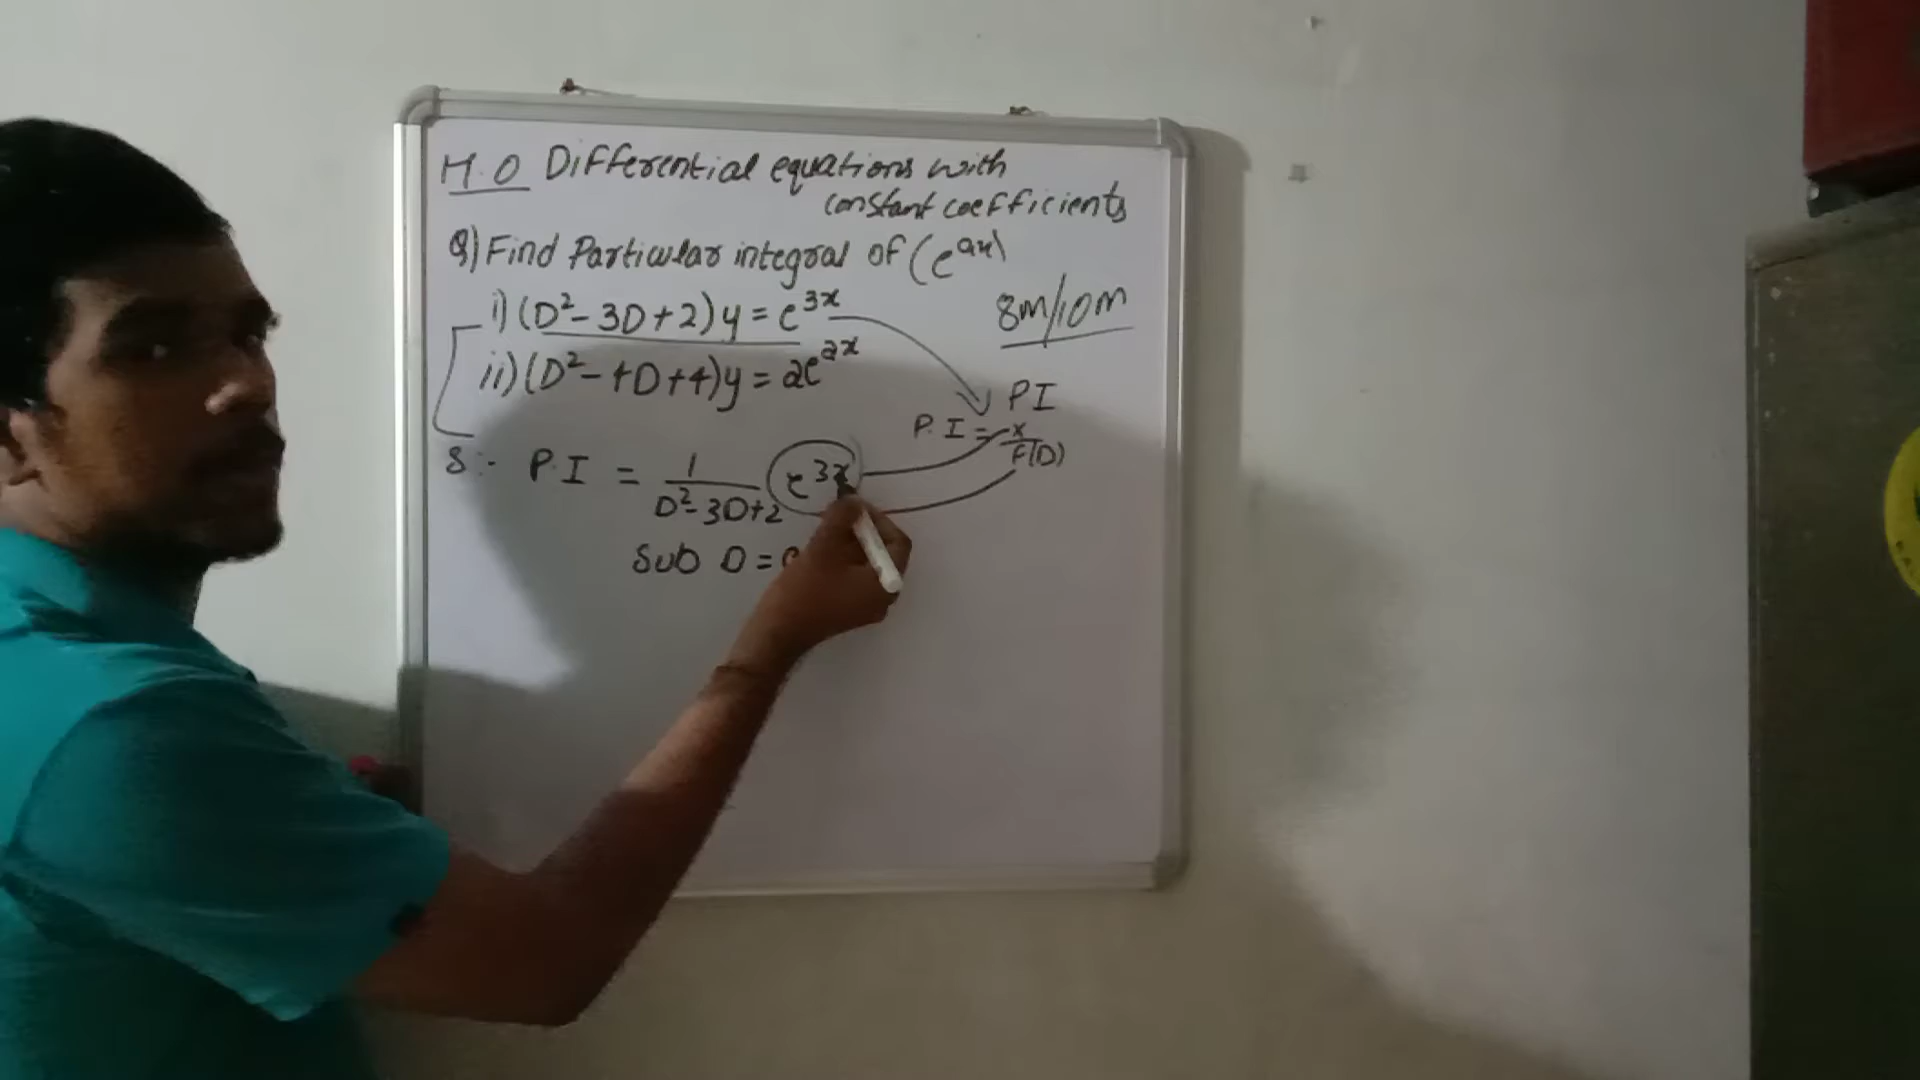 H.O Differential equations with
constant coefficients
Q) Find Particular integral of (e^ax)
i) (D²- 3D+2)y = e^3x
8m/10m
ii) (D²- 4D+4)y = 2e^2x
PI
P.I = x/F(D)
S:- P.I = 1/(D²-3D+2) e^3x
Sub D =